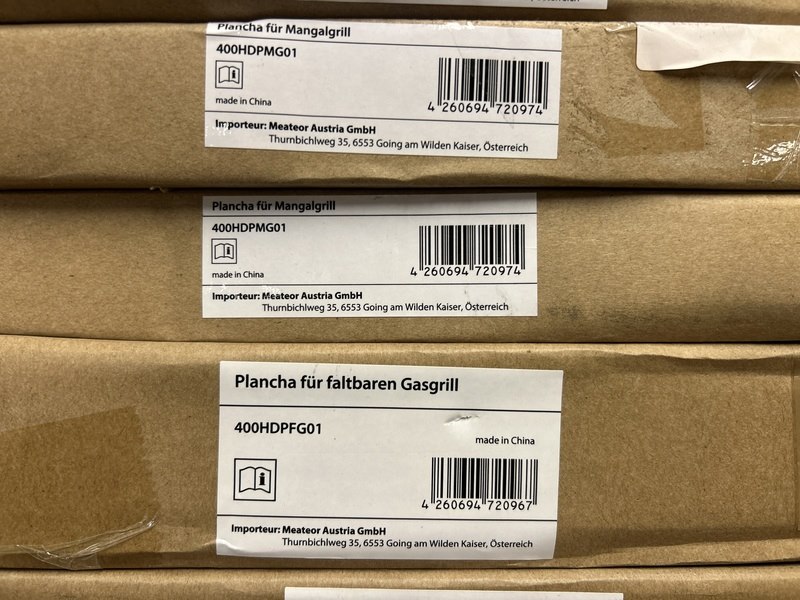 Plancha für Mangalgrill
400HDPMG01
made in China
4 260694 720974
Importeur: Meateor Austria GmbH
Thurnbichlweg 35, 6553 Going am Wilden Kaiser, Österreich
Plancha für Mangalgrill
400HDPMG01
made in China
4 260694 720974
Importeur: Meateor Austria GmbH
Thurnbichlweg 35, 6553 Going am Wilden Kaiser, Österreich
Plancha für faltbaren Gasgrill
400HDPFG01
made in China
4 260694 720967
Importeur: Meateor Austria GmbH
Thurnbichlweg 35, 6553 Going am Wilden Kaiser, Österreich